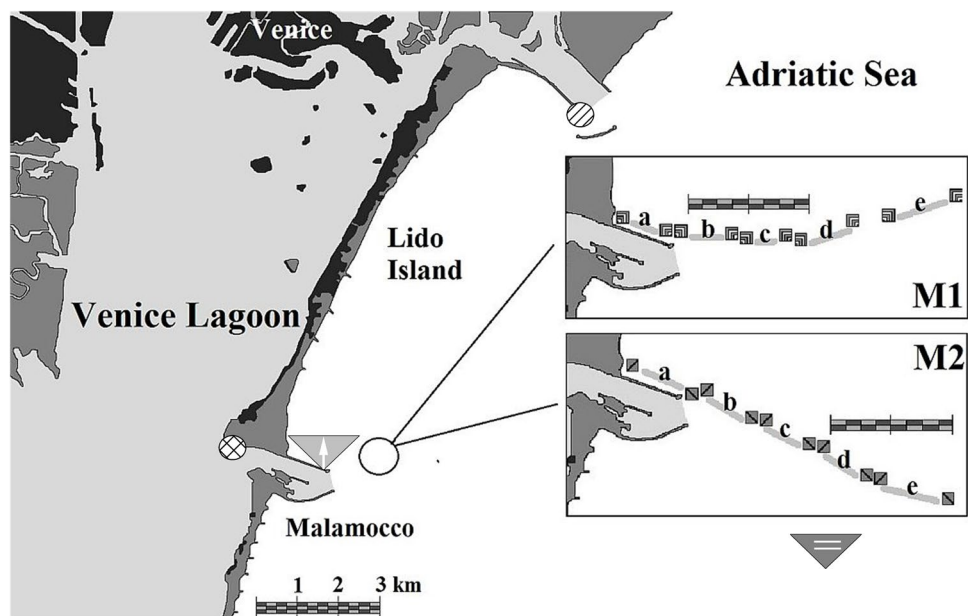 Venice
Adriatic Sea
a
b
c
d
e
M1
Lido
Island
Venice Lagoon
M2
a
b
c
d
e
Malamocco
1 2 3 km